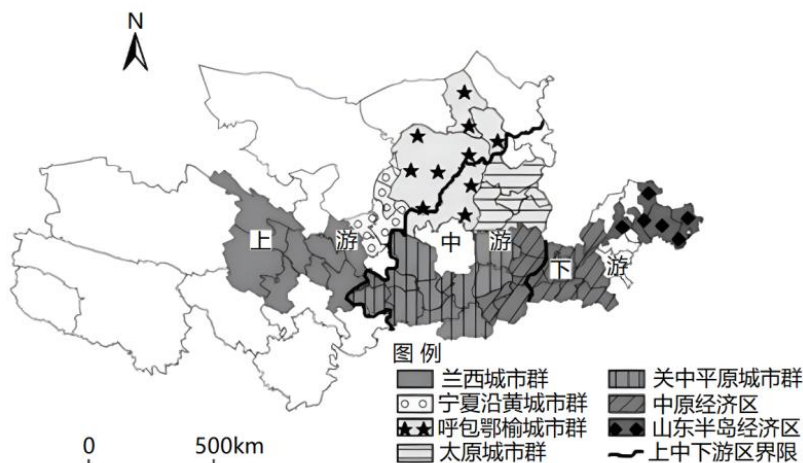 N
上 游 中 游 下 游
图例
兰西城市群
关中平原城市群
宁夏沿黄城市群
中原经济区
呼包鄂榆城市群
山东半岛经济区
太原城市群
上中下游区界限
0 500km